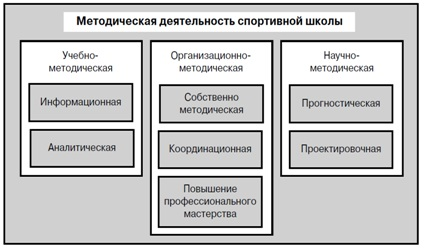 Методическая деятельность спортивной школы
Учебно-
методическая
Информационная
Аналитическая
Организационно-
методическая
Собственно
методическая
Координационная
Повышение
профессионального
мастерства
Научно-
методическая
Прогностическая
Проектировочная